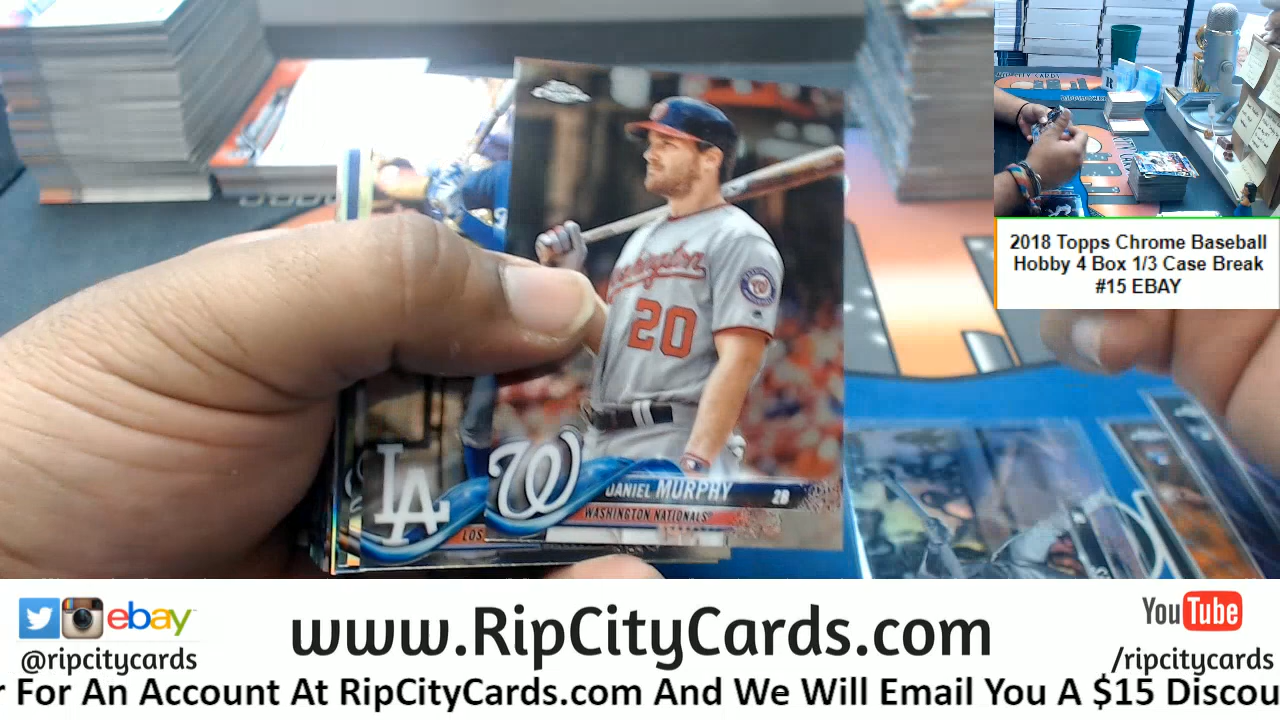 2018 Topps Chrome Baseball
Hobby 4 Box 1/3 Case Break
#15 EBAY
Washington
20
W
DANIEL MURPHY 2B
WASHINGTON NATIONALS
LA
LOS
ebay
www.RipCityCards.com
YouTube
@ripcitycards
/ripcitycards
r For An Account At RipCityCards.com And We Will Email You A $15 Discou